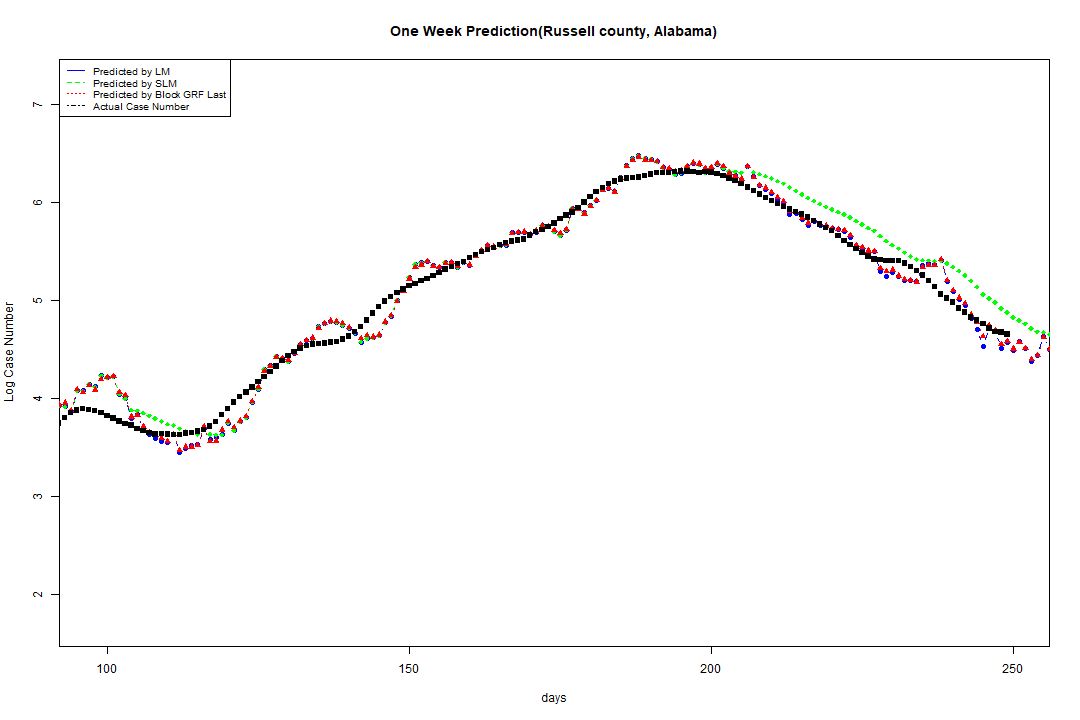 One Week Prediction(Russell county, Alabama)
Predicted by LM
Predicted by SLM
Predicted by Block GRF Last
Actual Case Number
7
6
5
4
3
2
Log Case Number
100 150 200 250
days